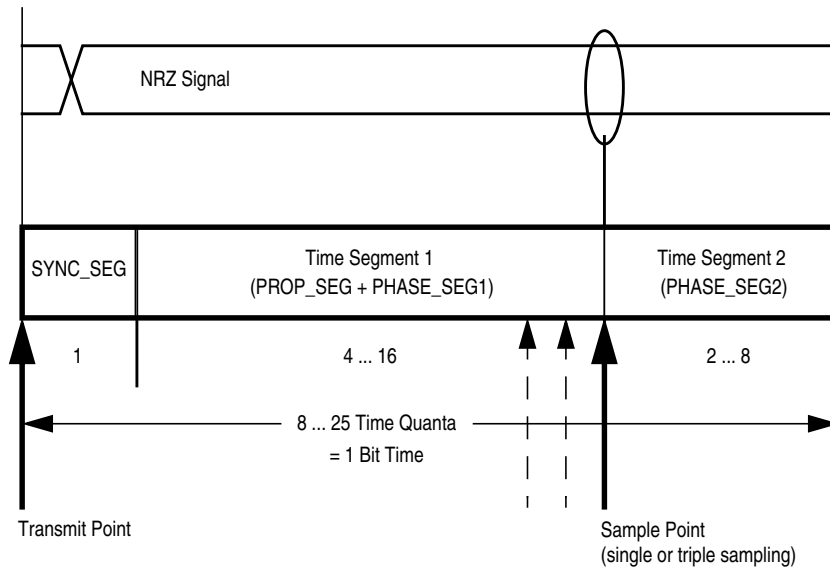 NRZ Signal
SYNC_SEG
Time Segment 1
(PROP_SEG + PHASE_SEG1)
Time Segment 2
(PHASE_SEG2)
1
4 ... 16
2 ... 8
8 ... 25 Time Quanta
= 1 Bit Time
Transmit Point
Sample Point
(single or triple sampling)